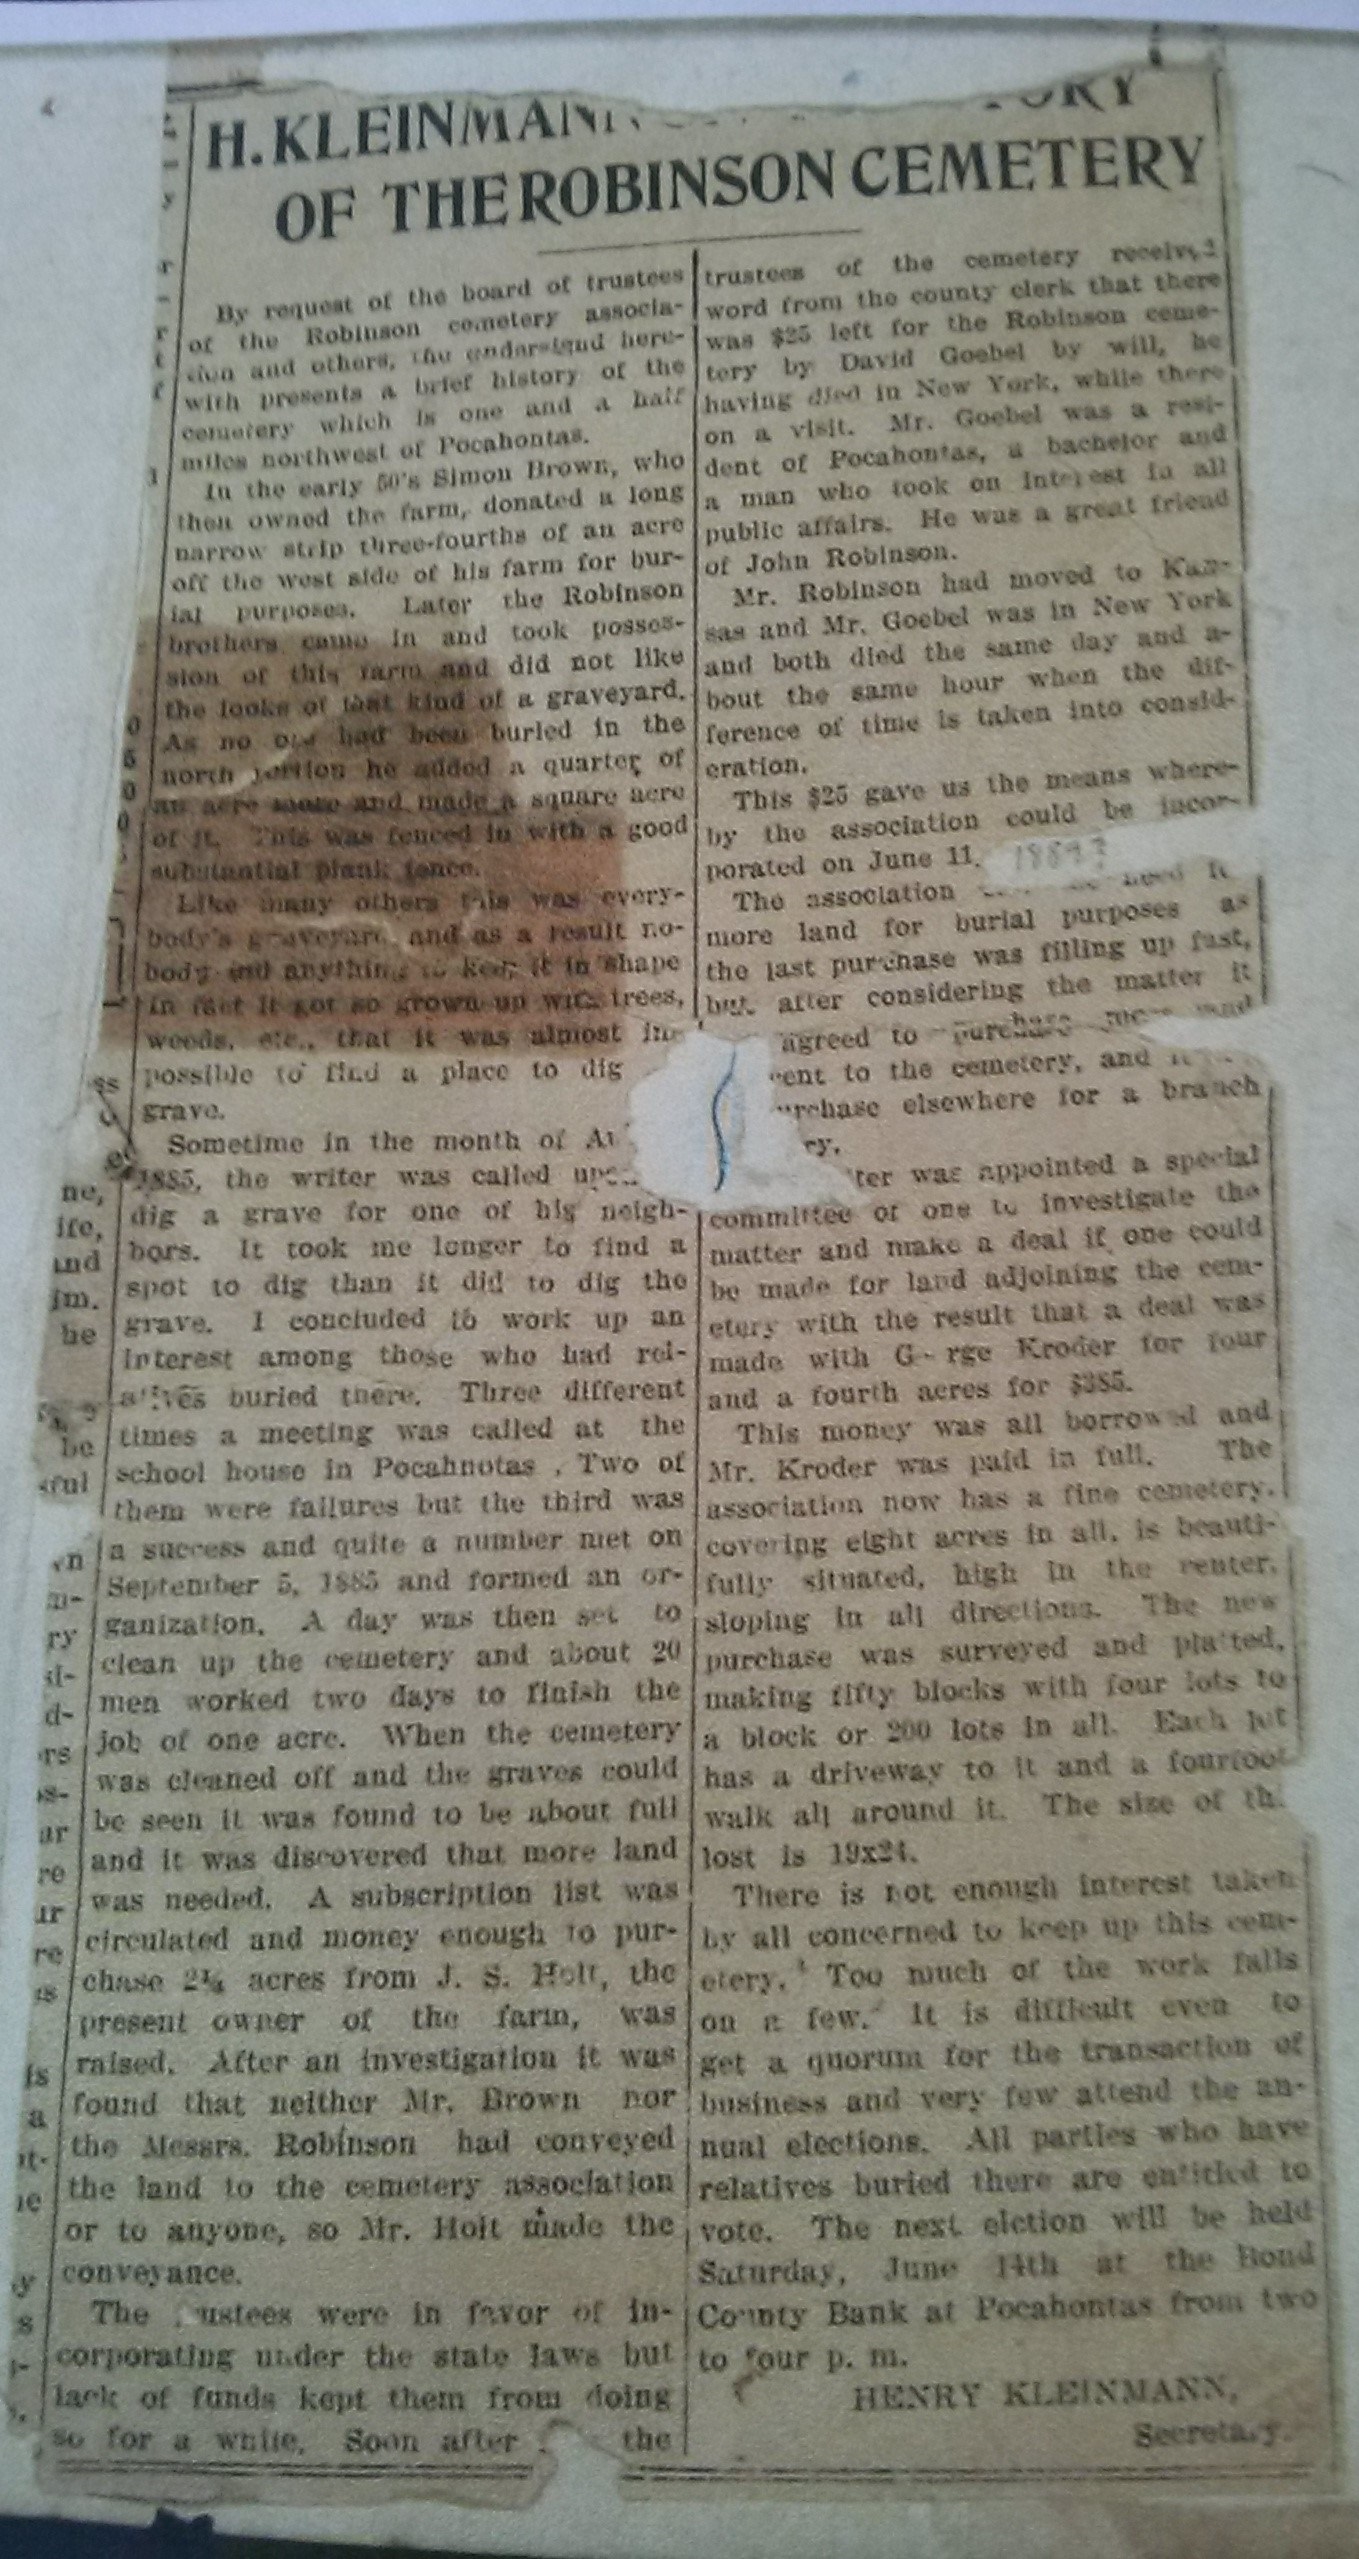 H. KLEINMANN
OF THE ROBINSON CEMETERY
By request of the board of trustees
of the Robinson cemetery associa-
tion and others, the undersigned here-
with presents a brief history of the
cemetery which is one and a half
miles northwest of Pocahontas.
In the early 50's Simon Brown, who
then owned the farm, donated a long
narrow strip three-fourths of an acre
off the west side of his farm for bur-
ial purposes. Later the Robinson
brothers came in and took posses-
sion of this farm and did not like
the looks of that kind of a graveyard.
As no one had been buried in the
north portion he added a quarter of
an acre more and made a square acre
of it. This was fenced in with a good
substantial plank fence.
Like many others this was every-
body's graveyard and as a result no-
body did anything to keep it in shape
in fact it got so grown up with trees,
weeds, etc., that it was almost im-
possible to find a place to dig
grave.
Sometime in the month of
1885, the writer was called
dig a grave for one of his neigh-
bors. It took me longer to find a
spot to dig than it did to dig the
grave. I concluded to work up an
interest among those who had rel-
atives buried there. Three different
times a meeting was called at the
school house in Pocahnotas . Two of
them were failures but the third was
a success and quite a number met on
September 5, 1885 and formed an or-
ganization. A day was then set to
clean up the cemetery and about 20
men worked two days to finish the
job of one acre. When the cemetery
was cleaned off and the graves could
be seen it was found to be about full
and it was discovered that more land
was needed. A subscription list was
circulated and money enough to pur-
chase 2¼ acres from J. S. Holt, the
present owner of the farm, was
raised. After an investigation it was
found that neither Mr. Brown nor
the Messrs. Robinson had conveyed
the land to the cemetery association
or to anyone, so Mr. Holt made the
conveyance.
The trustees were in favor of in-
corporating under the state laws but
lack of funds kept them from doing
so for a while. Soon after the
trustees of the cemetery received
word from the county clerk that there
was $25 left for the Robinson ceme-
tery by David Goebel by will, he
having died in New York, while there
on a visit. Mr. Goebel was a resi-
dent of Pocahontas, a bachelor and
a man who took on interest in all
public affairs. He was a great friend
of John Robinson.
Mr. Robinson had moved to Kan-
sas and Mr. Goebel was in New York
and both died the same day and a-
bout the same hour when the dif-
ference of time is taken into consid-
eration.
This $25 gave us the means where-
by the association could be incor-
porated on June 11,
The association
more land for burial purposes as
the last purchase was filling up fast,
but after considering the matter it
agreed to purchase
to the cemetery, and
elsewhere for a branch
was appointed a special
committee of one to investigate the
matter and make a deal if one could
be made for land adjoining the cem-
etery with the result that a deal was
made with George Kroder for four
and a fourth acres for $385.
This money was all borrowed and
Mr. Kroder was paid in full. The
association now has a fine cemetery,
covering eight acres in all, is beauti-
fully situated, high in the center,
sloping in all directions. The new
purchase was surveyed and platted,
making fifty blocks with four lots to
a block or 200 lots in all. Each lot
has a driveway to it and a fourfoot
walk all around it. The size of the
lost is 19x24.
There is not enough interest taken
by all concerned to keep up this cem-
etery. Too much of the work falls
on a few. It is difficult even to
get a quorum for the transaction of
business and very few attend the an-
nual elections. All parties who have
relatives buried there are entitled to
vote. The next elction will be held
Saturday, June 14th at the Bond
County Bank at Pocahontas from two
to four p. m.
HENRY KLEINMANN,
Secretary.